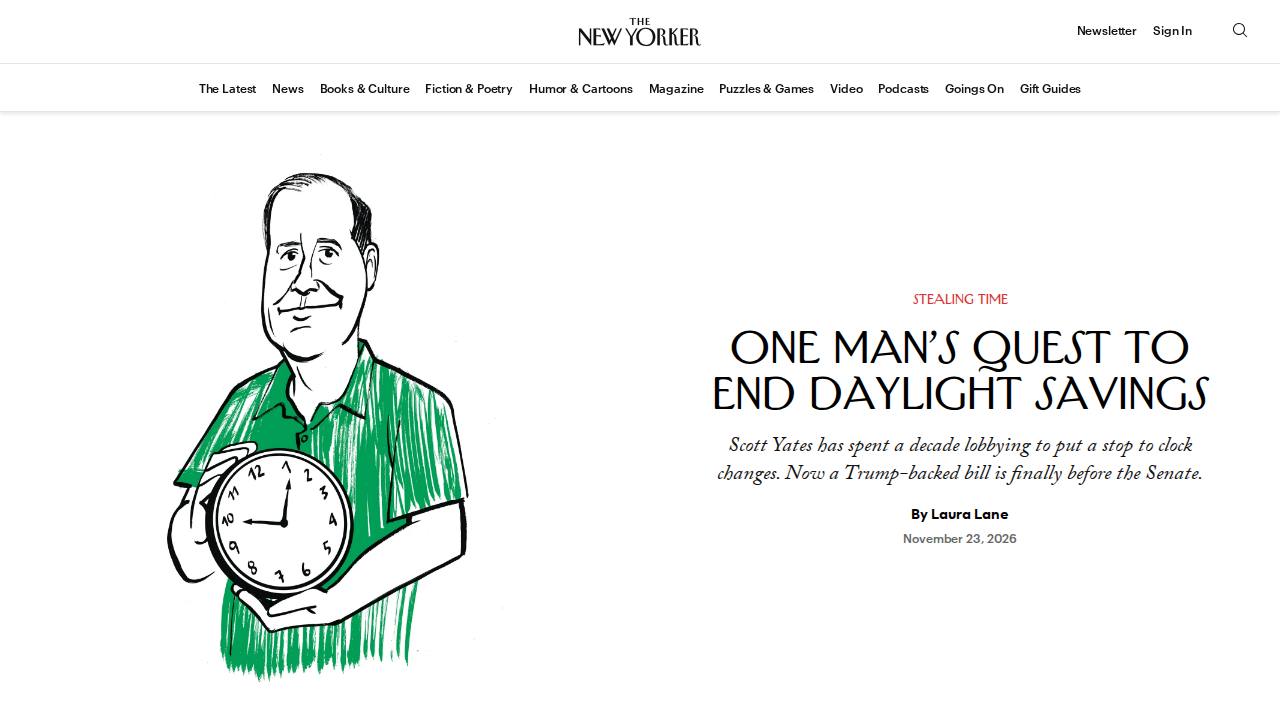 THE
NEW YORKER
Newsletter Sign In
The Latest News Books & Culture Fiction & Poetry Humor & Cartoons Magazine Puzzles & Games Video Podcasts Goings On Gift Guides
STEALING TIME
ONE MAN’S QUEST TO
END DAYLIGHT SAVINGS
Scott Yates has spent a decade lobbying to put a stop to clock
changes. Now a Trump-backed bill is finally before the Senate.
By Laura Lane
November 23, 2026
12 1 2 3 4 5 6 7 8 9 10 11